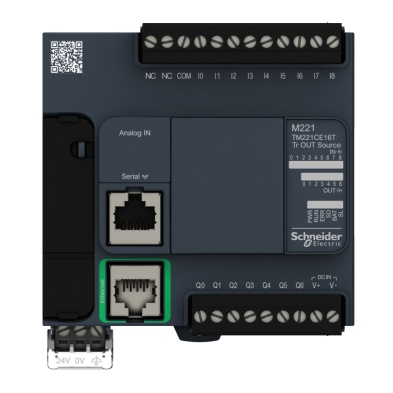 NC NC COM I0 I1 I2 I3 I4 I5 I6 I7 I8
Analog IN
M221
TM221CE16T
Tr OUT Source
IN
0 1 2 3 4 5 6 7 8
0 1 2 3 4 5 6
OUT
PWR
RUN
ERR
SD
BAT
SL
Serial
Schneider
Electric
Ethernet
DC IN
Q0 Q1 Q2 Q3 Q4 Q5 Q6 V+ V-
24V 0V